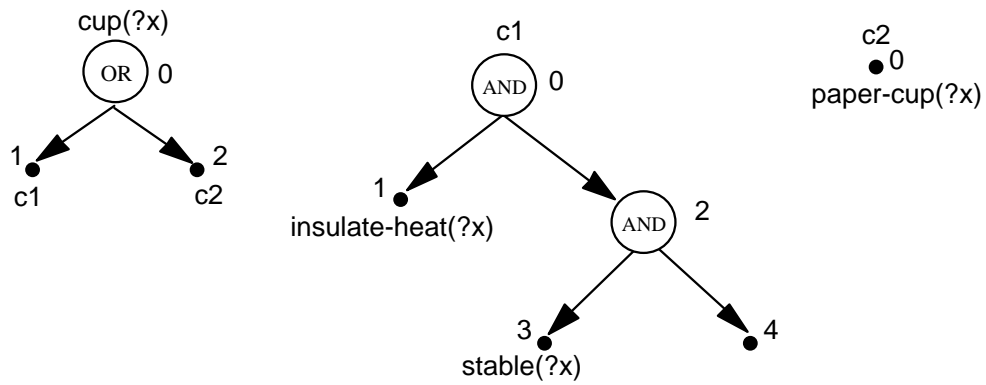 cup(?x)
OR 0
1 2
c1 c2
c1
AND 0
1
insulate-heat(?x)
AND 2
3 4
stable(?x)
c2
0
paper-cup(?x)